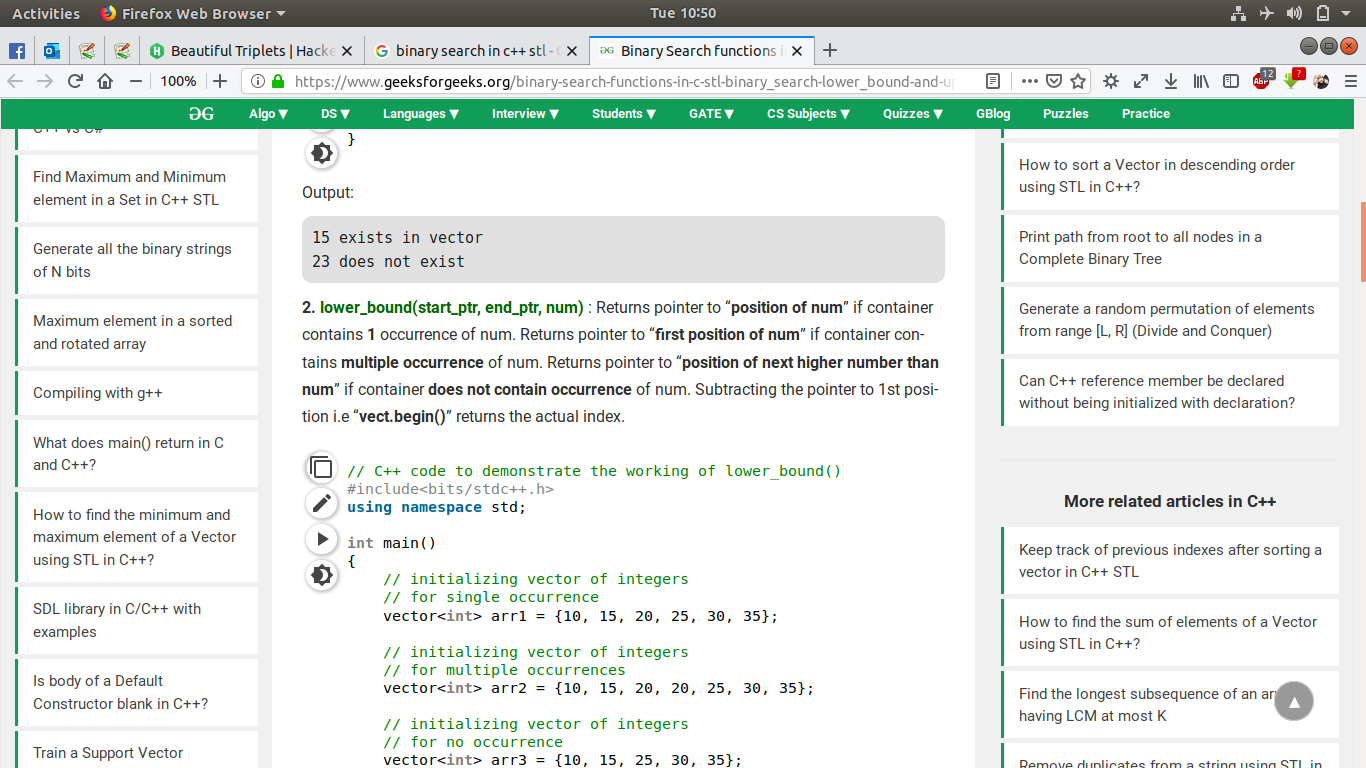 Activities Firefox Web Browser ▾ Tue 10:50
Beautiful Triplets | Hacke binary search in c++ stl - Binary Search functions i
100% https://www.geeksforgeeks.org/binary-search-functions-in-c-stl-binary_search-lower_bound-and-up 12 ?
Algo ▼ DS ▼ Languages ▼ Interview ▼ Students ▼ GATE ▼ CS Subjects ▼ Quizzes ▼ GBlog Puzzles Practice
C++ vs C#
Find Maximum and Minimum
element in a Set in C++ STL
Generate all the binary strings
of N bits
Maximum element in a sorted
and rotated array
Compiling with g++
What does main() return in C
and C++?
How to find the minimum and
maximum element of a Vector
using STL in C++?
SDL library in C/C++ with
examples
Is body of a Default
Constructor blank in C++?
Train a Support Vector
}
Output:
15 exists in vector
23 does not exist
2. lower_bound(start_ptr, end_ptr, num) : Returns pointer to “position of num” if container
contains 1 occurrence of num. Returns pointer to “first position of num” if container con-
tains multiple occurrence of num. Returns pointer to “position of next higher number than
num” if container does not contain occurrence of num. Subtracting the pointer to 1st posi-
tion i.e “vect.begin()” returns the actual index.
// C++ code to demonstrate the working of lower_bound()
#include<bits/stdc++.h>
using namespace std;
int main()
{
// initializing vector of integers
// for single occurrence
vector<int> arr1 = {10, 15, 20, 25, 30, 35};
// initializing vector of integers
// for multiple occurrences
vector<int> arr2 = {10, 15, 20, 20, 25, 30, 35};
// initializing vector of integers
// for no occurrence
vector<int> arr3 = {10, 15, 25, 30, 35};
How to sort a Vector in descending order
using STL in C++?
Print path from root to all nodes in a
Complete Binary Tree
Generate a random permutation of elements
from range [L, R] (Divide and Conquer)
Can C++ reference member be declared
without being initialized with declaration?
More related articles in C++
Keep track of previous indexes after sorting a
vector in C++ STL
How to find the sum of elements of a Vector
using STL in C++?
Find the longest subsequence of an arr
having LCM at most K
Remove duplicates from a string using STL in